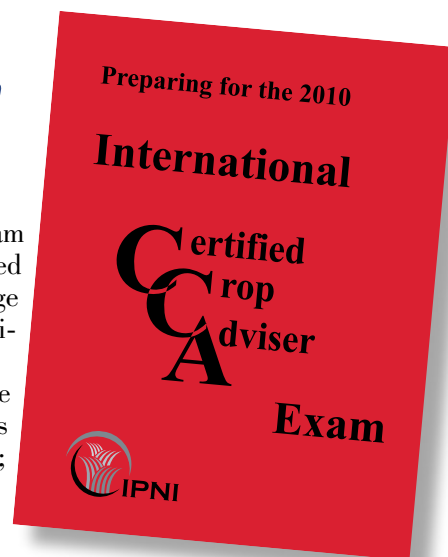 Preparing for the 2010
International
Certified
Crop
Adviser
Exam
IPNI